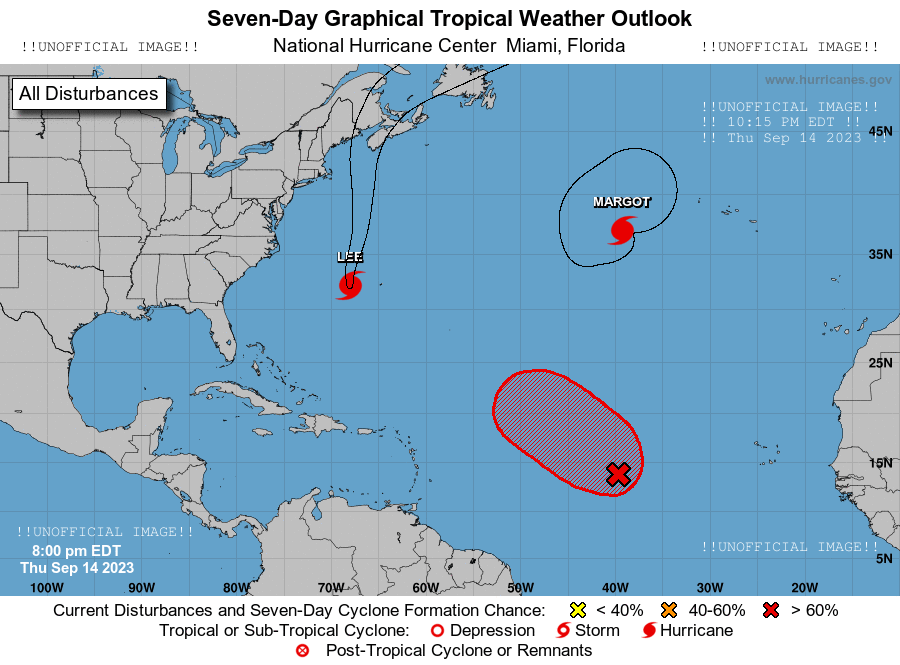 Seven-Day Graphical Tropical Weather Outlook
!!UNOFFICIAL IMAGE!! National Hurricane Center Miami, Florida !!UNOFFICIAL IMAGE!!
www.hurricanes.gov
All Disturbances
!!UNOFFICIAL IMAGE!!
!! 10:15 PM EDT !!
!! Thu Sep 14 2023 !!
45N
MARGOT
LEE
35N
25N
15N
!!UNOFFICIAL IMAGE!!
8:00 pm EDT
Thu Sep 14 2023
!!UNOFFICIAL IMAGE!!
5N
100W 90W 80W 70W 60W 50W 40W 30W 20W
Current Disturbances and Seven-Day Cyclone Formation Chance: < 40% 40-60% > 60%
Tropical or Sub-Tropical Cyclone: Depression Storm Hurricane
Post-Tropical Cyclone or Remnants